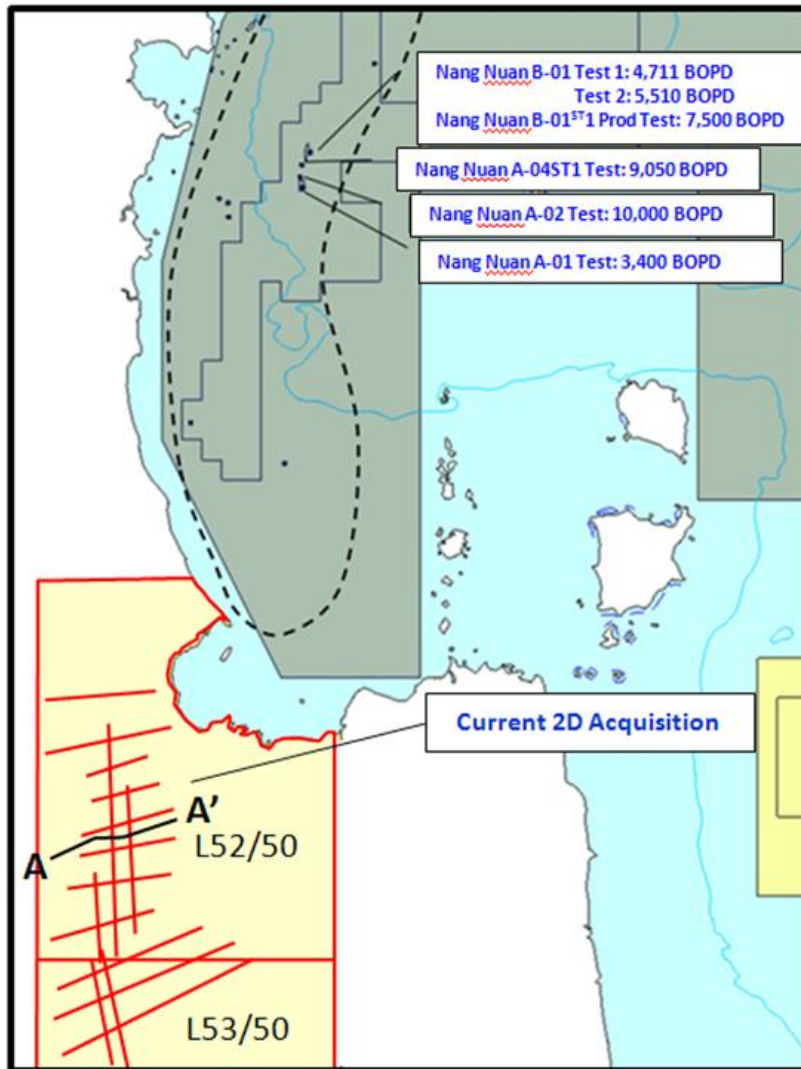 Nang Nuan B-01 Test 1: 4,711 BOPD
Test 2: 5,510 BOPD
Nang Nuan B-01ST1 Prod Test: 7,500 BOPD
Nang Nuan A-04ST1 Test: 9,050 BOPD
Nang Nuan A-02 Test: 10,000 BOPD
Nang Nuan A-01 Test: 3,400 BOPD
Current 2D Acquisition
A'
A
L52/50
L53/50